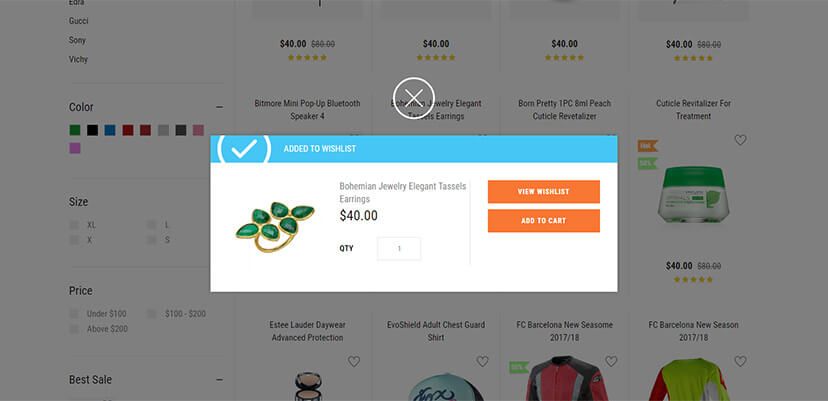 Edra
Gucci
Sony
Vichy
$40.00 $80.00
$40.00
$40.00
$40.00 $80.00
Color
Size
XL
L
X
S
Price
Under $100
$100 - $200
Above $200
Best Sale
Bitmore Mini Pop-Up Bluetooth
Speaker 4
Bohemian Jewelry Elegant
Tassels Earrings
Born Pretty 1PC 8ml Peach
Cuticle Revetalizer
Cuticle Revitalizer For
Treatment
ADDED TO WISHLIST
Bohemian Jewelry Elegant Tassels
Earrings
$40.00
QTY
1
VIEW WISHLIST
ADD TO CART
Hot
50%
$40.00 $80.00
Estee Lauder Daywear
Advanced Protection
EvoShield Adult Chest Guard
Shirt
FC Barcelona New Seasome
2017/18
FC Barcelona New Season
2017/18
50%